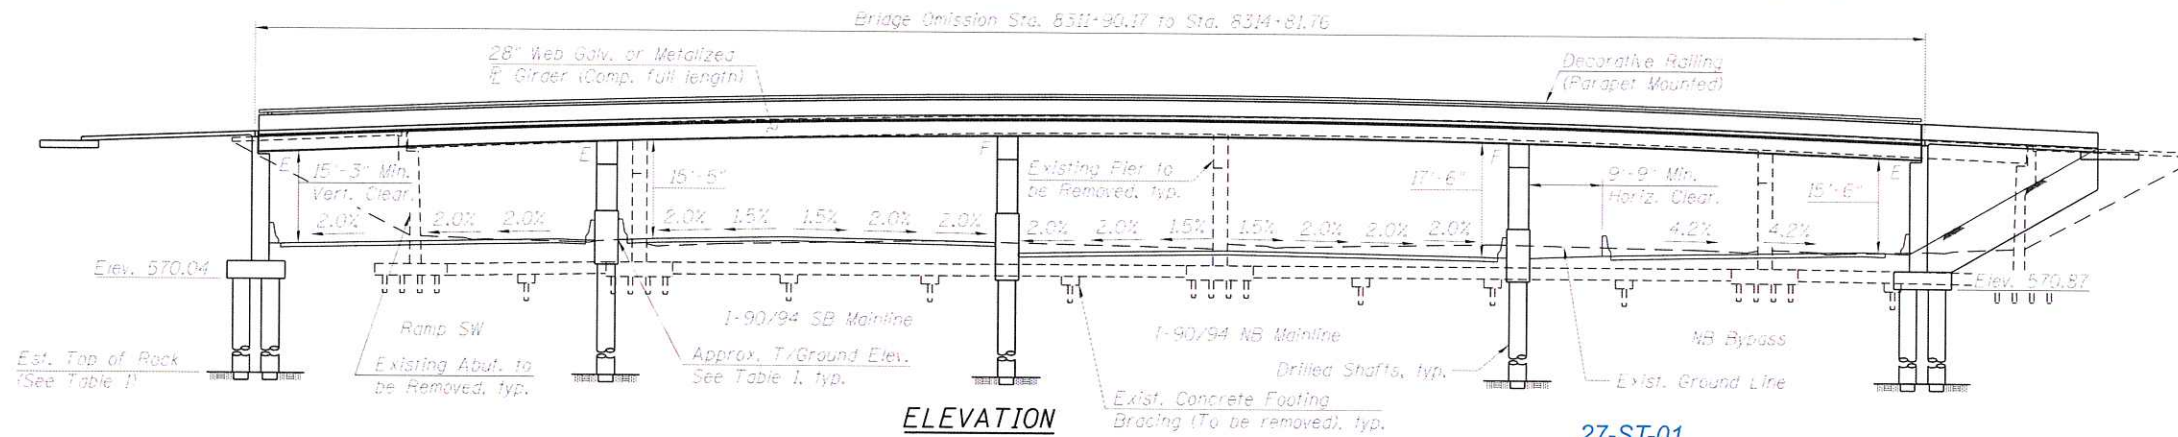 Bridge Omission Sta. 8311+90.17 to Sta. 8314+81.76
28" Web Galv. or Metalized
℄ Girder (Comp. full length)
Decorative Railing
(Parapet Mounted)
E
E
F
F
E
15'-3" Min.
Vert. Clear.
15'-5"
Existing Pier to
be Removed, typ.
17'-6"
9'-9" Min.
Horiz. Clear.
15'-6"
2.0% 2.0% 2.0% 2.0% 1.5% 1.5% 2.0% 2.0% 2.0% 2.0% 1.5% 1.5% 2.0% 2.0% 2.0% 4.2% 4.2%
Elev. 570.04
Elev. 570.87
Ramp SW
I-90/94 SB Mainline
I-90/94 NB Mainline
NB Bypass
Est. Top of Rock
(See Table 1)
Existing Abut. to
be Removed, typ.
Approx. T/Ground Elev.
See Table 1, typ.
Drilled Shafts, typ.
Exist. Ground Line
Exist. Concrete Footing
Bracing (To be removed), typ.
ELEVATION
27-ST-01